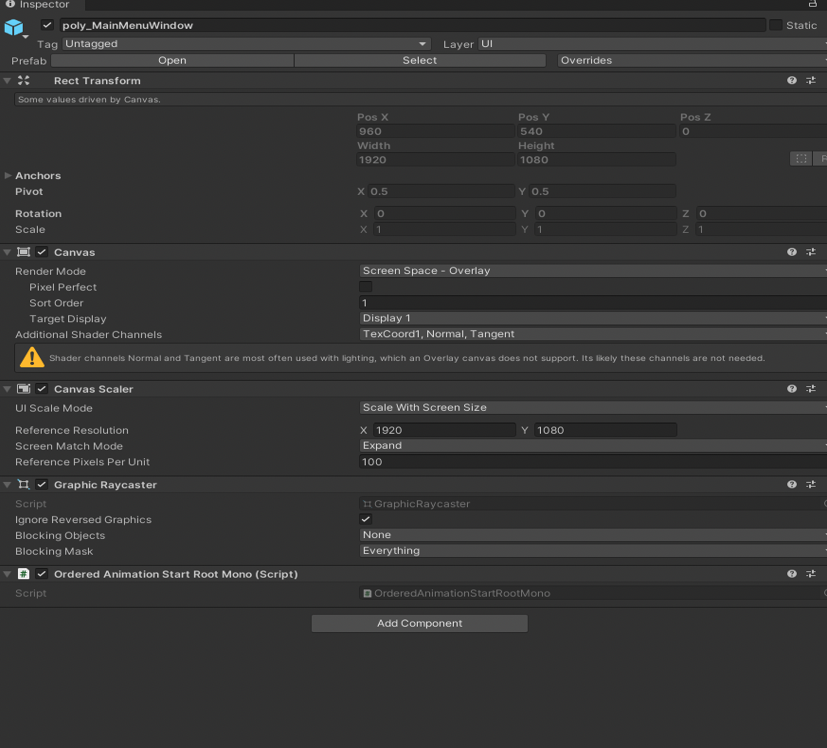 Inspector
poly_MainMenuWindow Static
Tag Untagged Layer UI
Prefab Open Select Overrides
Rect Transform
Some values driven by Canvas.
Pos X Pos Y Pos Z
960 540 0
Width Height
1920 1080
Anchors
Pivot X 0.5 Y 0.5
Rotation X 0 Y 0 Z 0
Scale X 1 Y 1 Z 1
Canvas
Render Mode Screen Space - Overlay
Pixel Perfect
Sort Order 1
Target Display Display 1
Additional Shader Channels TexCoord1, Normal, Tangent
Shader channels Normal and Tangent are most often used with lighting, which an Overlay canvas does not support. Its likely these channels are not needed.
Canvas Scaler
UI Scale Mode Scale With Screen Size
Reference Resolution X 1920 Y 1080
Screen Match Mode Expand
Reference Pixels Per Unit 100
Graphic Raycaster
Script GraphicRaycaster
Ignore Reversed Graphics
Blocking Objects None
Blocking Mask Everything
# Ordered Animation Start Root Mono (Script)
Script OrderedAnimationStartRootMono
Add Component